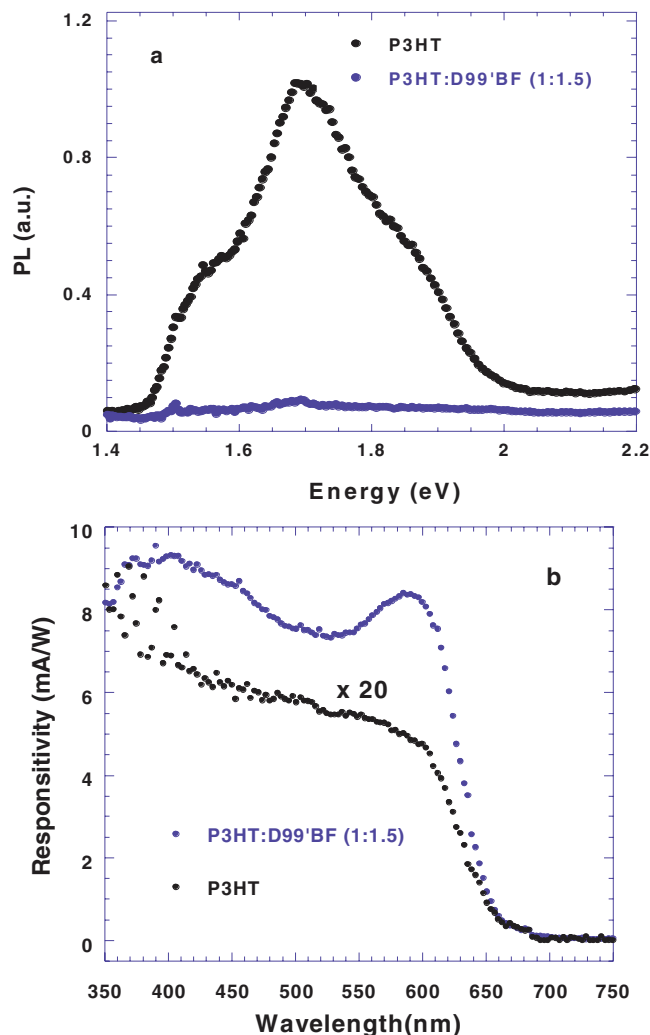 a
P3HT
P3HT:D99'BF (1:1.5)
1.2
0.8
0.4
0
PL (a.u.)
1.4
1.6
1.8
2
2.2
Energy (eV)
b
10
8
6
4
2
0
Responsitivity (mA/W)
x 20
P3HT:D99'BF (1:1.5)
P3HT
350
400
450
500
550
600
650
700
750
Wavelength(nm)